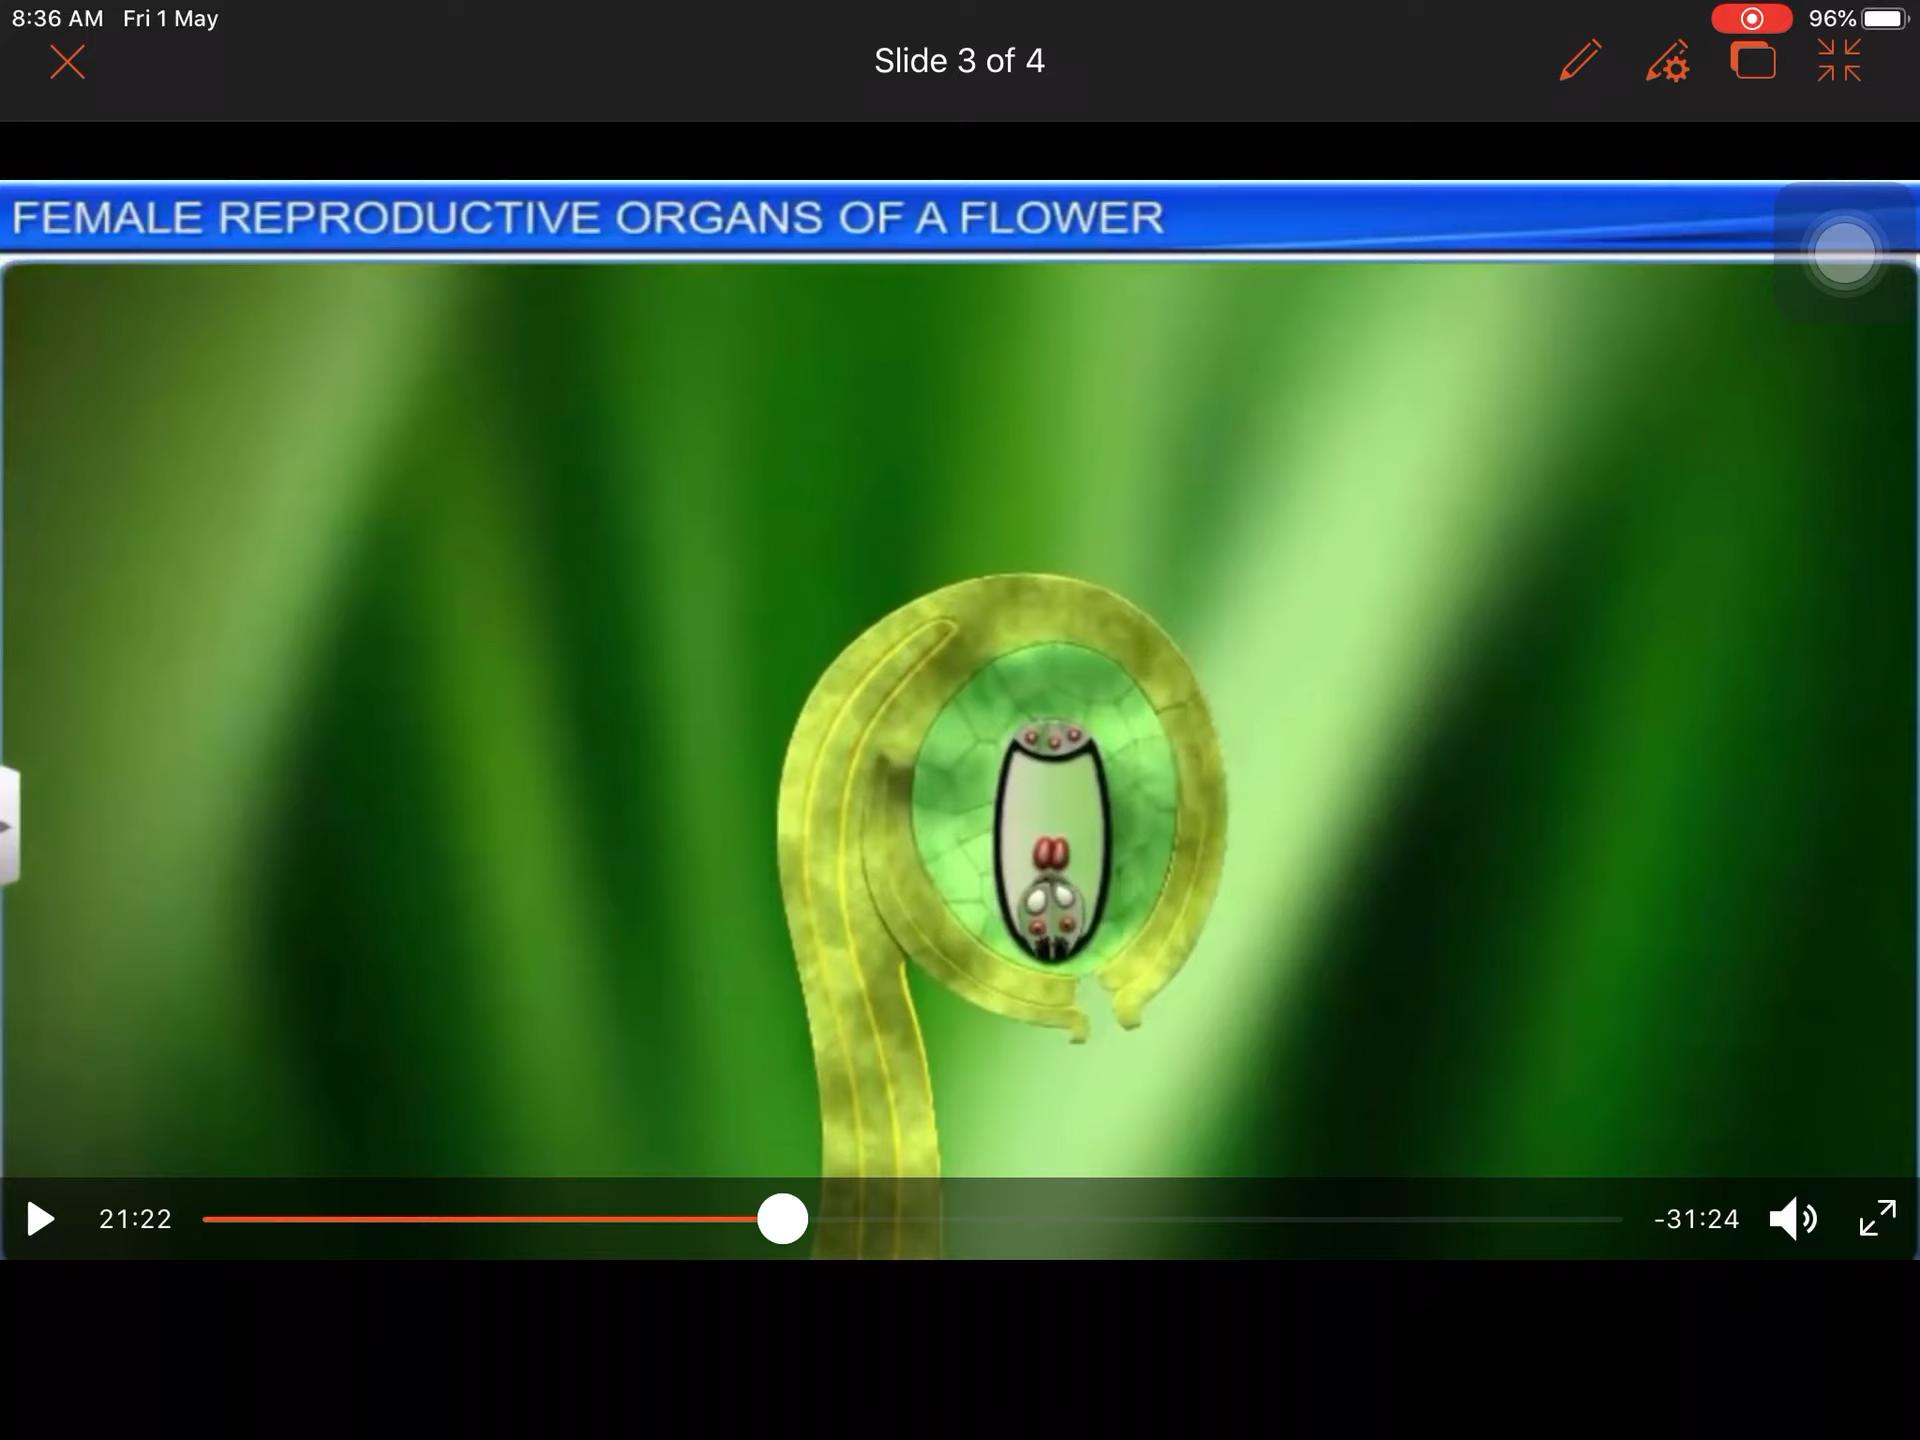 8:36 AM Fri 1 May
96%
Slide 3 of 4
FEMALE REPRODUCTIVE ORGANS OF A FLOWER
21:22
-31:24